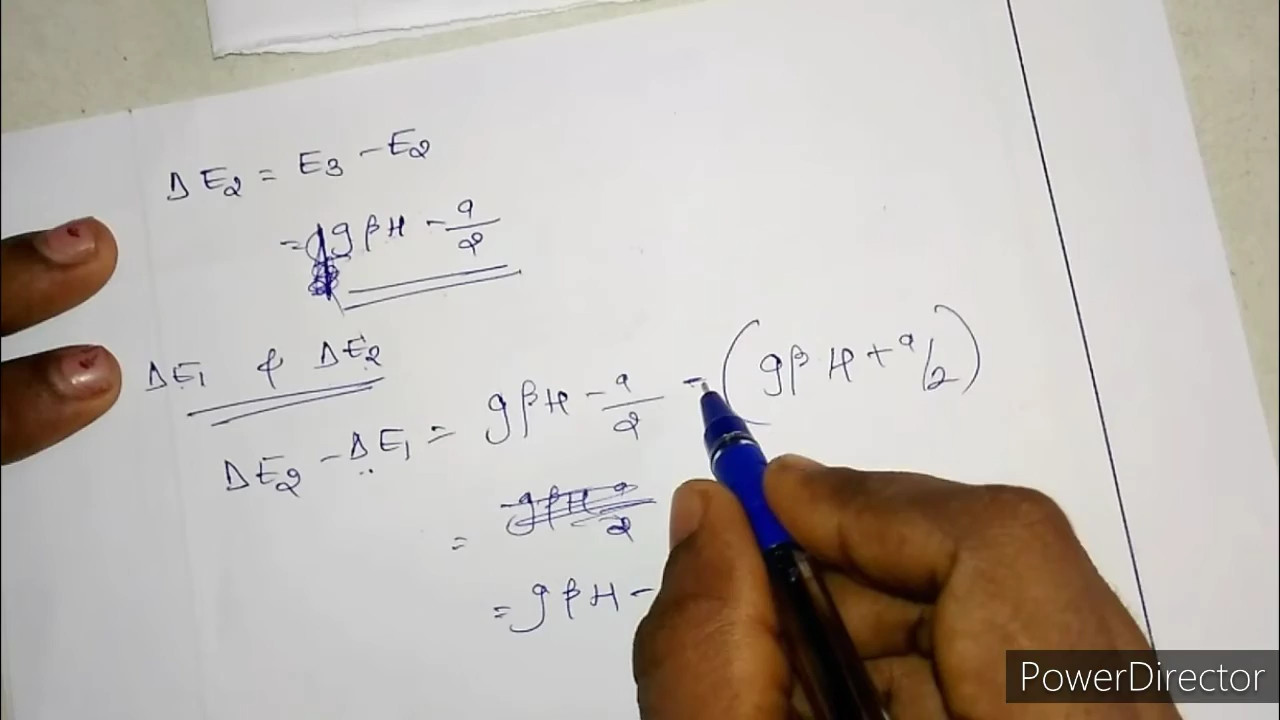 ΔE₂ = E₃ - E₂
= gβH - a/2
ΔE₁ & ΔE₂
ΔE₂ - ΔE₁ = gβH - a/2 - (gβH + a/2)
=
= gβH -
PowerDirector